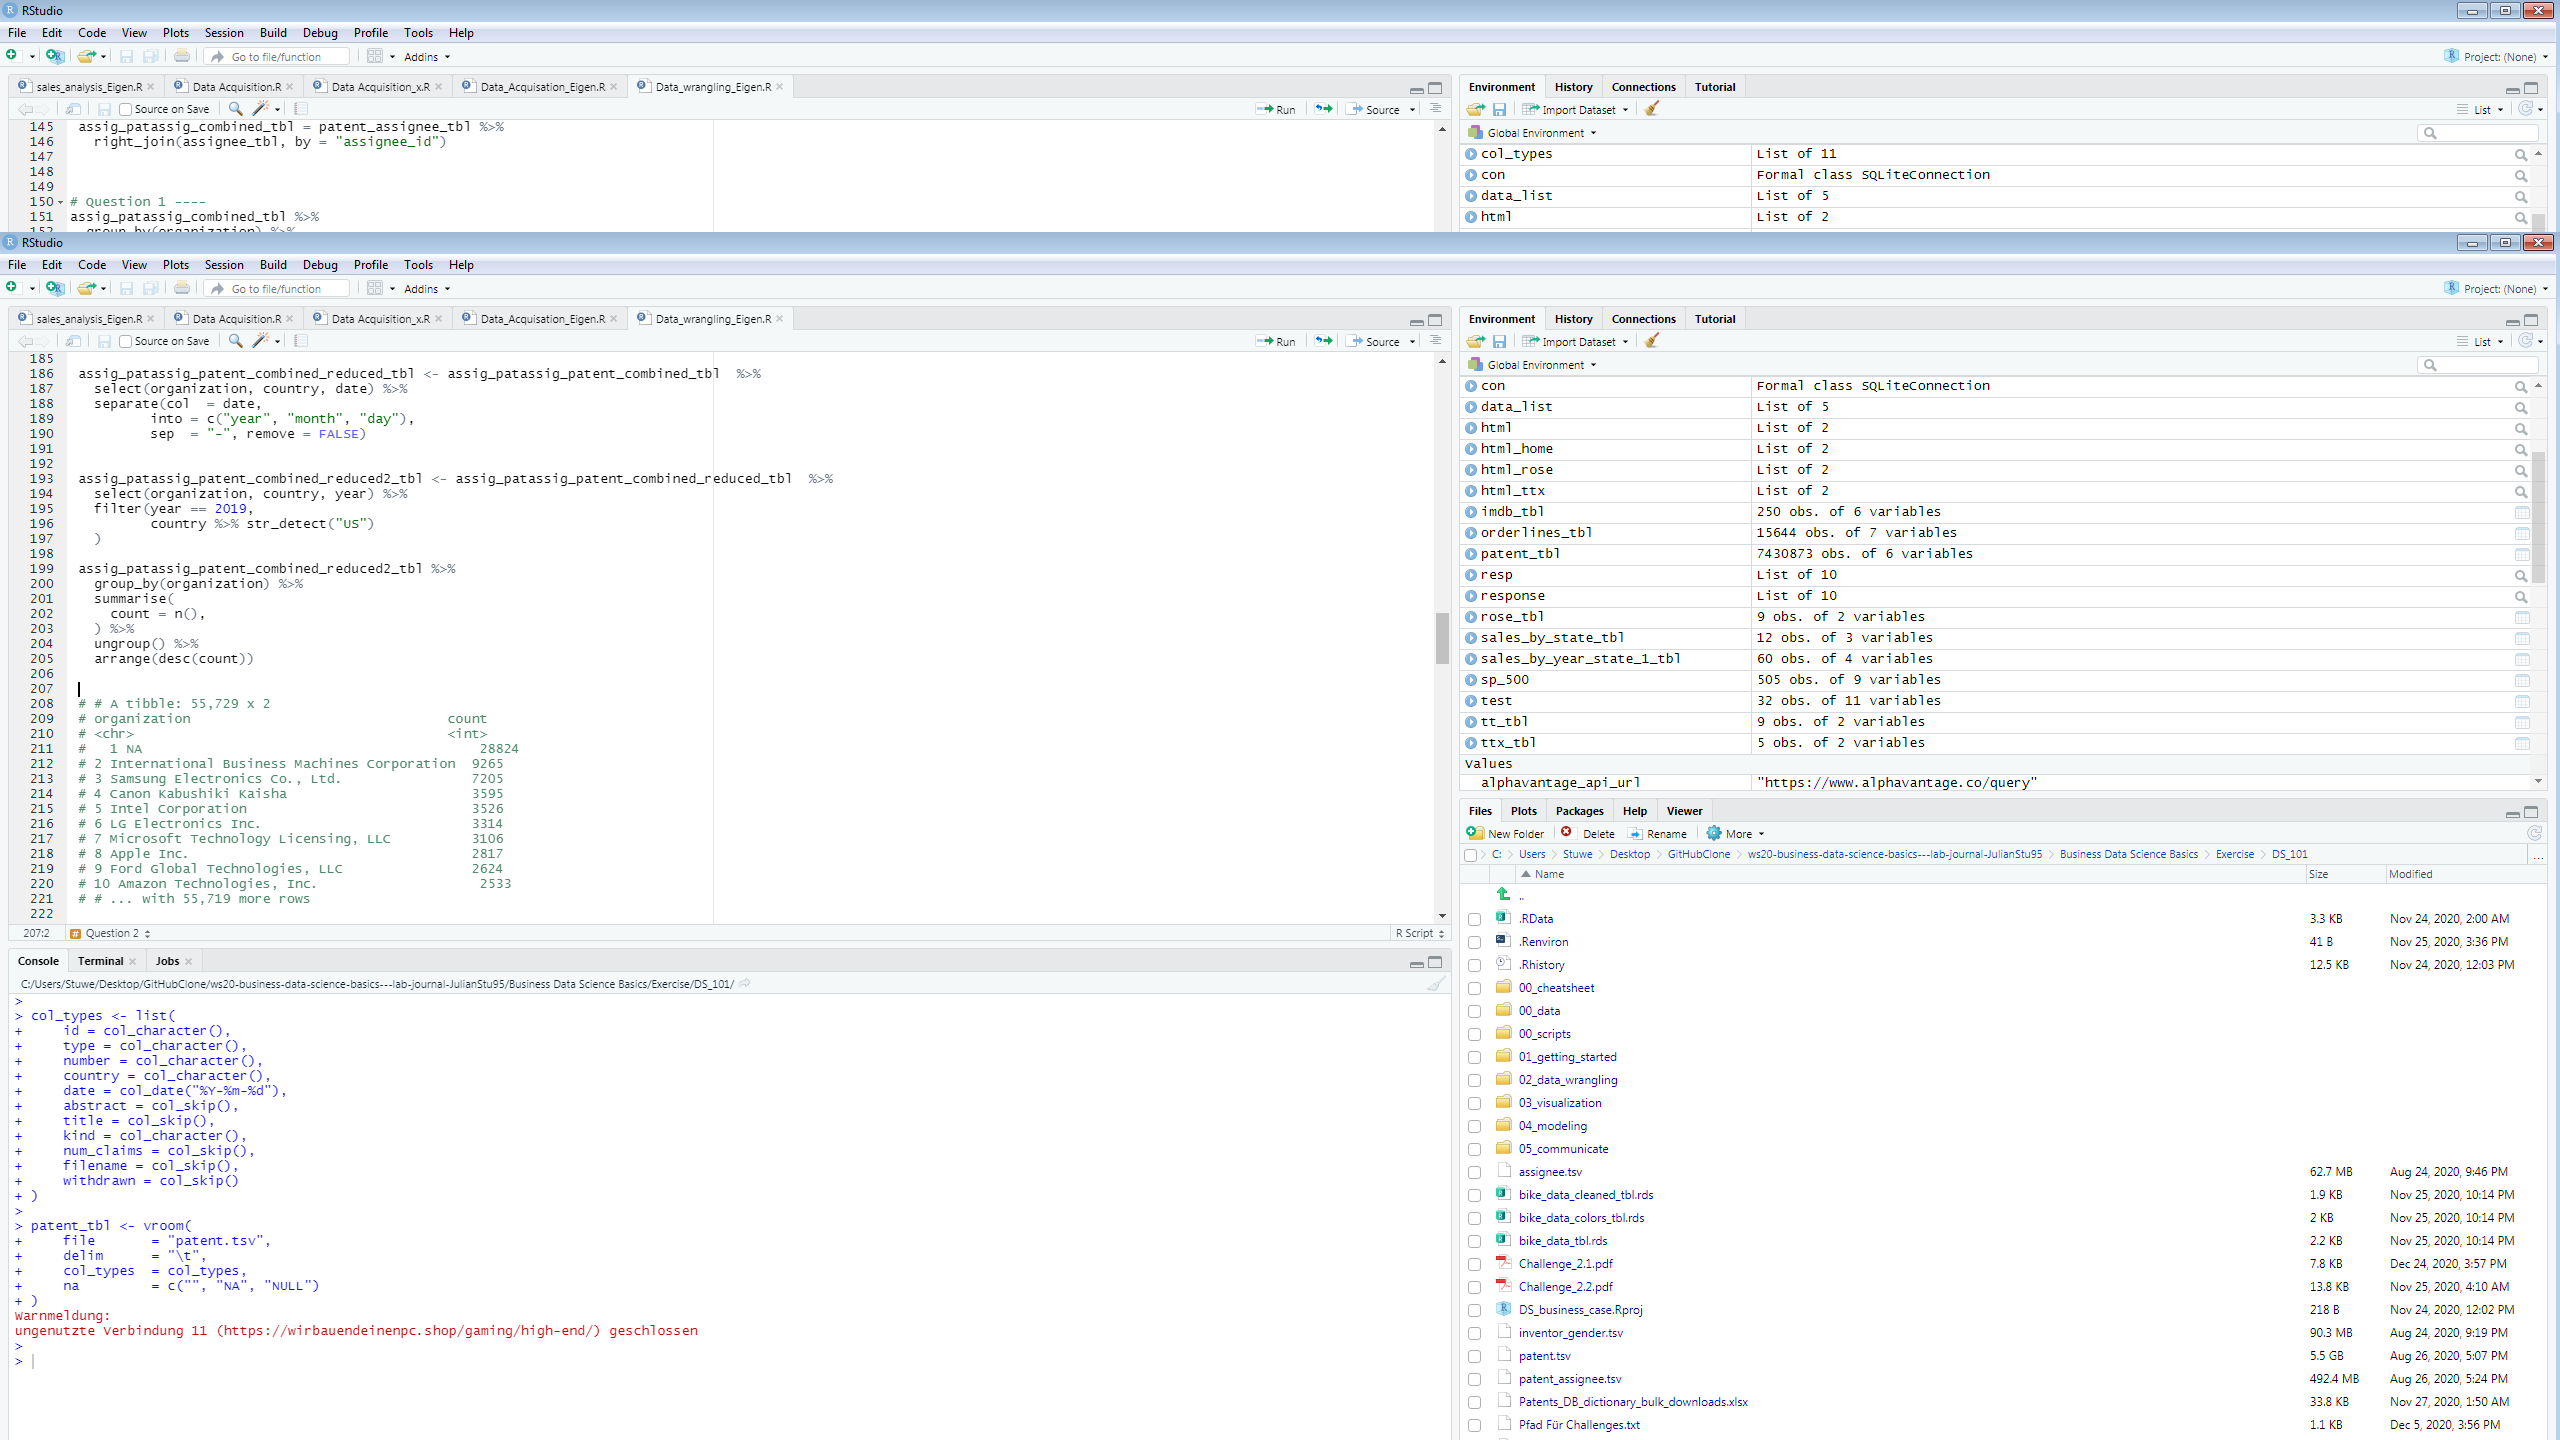 RStudio
File Edit Code View Plots Session Build Debug Profile Tools Help
Go to file/function Addins Project: (None)
sales_analysis_Eigen.R Data Acquisition.R Data Acquisition_x.R Data_Acquisation_Eigen.R Data_wrangling_Eigen.R
Source on Save Run Source
145 assig_patassig_combined_tbl = patent_assignee_tbl %>%
146 right_join(assignee_tbl, by = "assignee_id")
147
148
149
150 # Question 1 ----
151 assig_patassig_combined_tbl %>%
152 group_by(organization) %>%
Environment History Connections Tutorial
Import Dataset List
Global Environment
col_types List of 11
con Formal class SQLiteConnection
data_list List of 5
html List of 2
RStudio
File Edit Code View Plots Session Build Debug Profile Tools Help
Go to file/function Addins Project: (None)
sales_analysis_Eigen.R Data Acquisition.R Data Acquisition_x.R Data_Acquisation_Eigen.R Data_wrangling_Eigen.R
Source on Save Run Source
185
186 assig_patassig_patent_combined_reduced_tbl <- assig_patassig_patent_combined_tbl %>%
187 select(organization, country, date) %>%
188 separate(col = date,
189 into = c("year", "month", "day"),
190 sep = "-", remove = FALSE)
191
192
193 assig_patassig_patent_combined_reduced2_tbl <- assig_patassig_patent_combined_reduced_tbl %>%
194 select(organization, country, year) %>%
195 filter(year == 2019,
196 country %>% str_detect("US")
197 )
198
199 assig_patassig_patent_combined_reduced2_tbl %>%
200 group_by(organization) %>%
201 summarise(
202 count = n(),
203 ) %>%
204 ungroup() %>%
205 arrange(desc(count))
206
207
208 # # A tibble: 55,729 x 2
209 # organization count
210 # <chr> <int>
211 # 1 NA 28824
212 # 2 International Business Machines Corporation 9265
213 # 3 Samsung Electronics Co., Ltd. 7205
214 # 4 Canon Kabushiki Kaisha 3595
215 # 5 Intel Corporation 3526
216 # 6 LG Electronics Inc. 3314
217 # 7 Microsoft Technology Licensing, LLC 3106
218 # 8 Apple Inc. 2817
219 # 9 Ford Global Technologies, LLC 2624
220 # 10 Amazon Technologies, Inc. 2533
221 # # ... with 55,719 more rows
222
207:2 # Question 2 R Script
Console Terminal Jobs
C:/Users/Stuwe/Desktop/GitHubClone/ws20-business-data-science-basics---lab-journal-JulianStu95/Business Data Science Basics/Exercise/DS_101/
>
> col_types <- list(
+ id = col_character(),
+ type = col_character(),
+ number = col_character(),
+ country = col_character(),
+ date = col_date("%Y-%m-%d"),
+ abstract = col_skip(),
+ title = col_skip(),
+ kind = col_character(),
+ num_claims = col_skip(),
+ filename = col_skip(),
+ withdrawn = col_skip()
+ )
>
> patent_tbl <- vroom(
+ file = "patent.tsv",
+ delim = "\t",
+ col_types = col_types,
+ na = c("", "NA", "NULL")
+ )
Warnmeldung:
ungenutzte Verbindung 11 (https://wirbauendeinenpc.shop/gaming/high-end/) geschlossen
>
>
Environment History Connections Tutorial
Import Dataset List
Global Environment
con Formal class SQLiteConnection
data_list List of 5
html List of 2
html_home List of 2
html_rose List of 2
html_ttx List of 2
imdb_tbl 250 obs. of 6 variables
orderlines_tbl 15644 obs. of 7 variables
patent_tbl 7430873 obs. of 6 variables
resp List of 10
response List of 10
rose_tbl 9 obs. of 2 variables
sales_by_state_tbl 12 obs. of 3 variables
sales_by_year_state_1_tbl 60 obs. of 4 variables
sp_500 505 obs. of 9 variables
test 32 obs. of 11 variables
tt_tbl 9 obs. of 2 variables
ttx_tbl 5 obs. of 2 variables
Values
alphavantage_api_url "https://www.alphavantage.co/query"
Files Plots Packages Help Viewer
New Folder Delete Rename More
C: Users Stuwe Desktop GitHubClone ws20-business-data-science-basics---lab-journal-JulianStu95 Business Data Science Basics Exercise DS_101 ...
Name Size Modified
..
.RData 3.3 KB Nov 24, 2020, 2:00 AM
.Renviron 41 B Nov 25, 2020, 3:36 PM
.Rhistory 12.5 KB Nov 24, 2020, 12:03 PM
00_cheatsheet
00_data
00_scripts
01_getting_started
02_data_wrangling
03_visualization
04_modeling
05_communicate
assignee.tsv 62.7 MB Aug 24, 2020, 9:46 PM
bike_data_cleaned_tbl.rds 1.9 KB Nov 25, 2020, 10:14 PM
bike_data_colors_tbl.rds 2 KB Nov 25, 2020, 10:14 PM
bike_data_tbl.rds 2.2 KB Nov 25, 2020, 10:14 PM
Challenge_2.1.pdf 7.8 KB Dec 24, 2020, 3:57 PM
Challenge_2.2.pdf 13.8 KB Nov 25, 2020, 4:10 AM
DS_business_case.Rproj 218 B Nov 24, 2020, 12:02 PM
inventor_gender.tsv 90.3 MB Aug 24, 2020, 9:19 PM
patent.tsv 5.5 GB Aug 26, 2020, 5:07 PM
patent_assignee.tsv 492.4 MB Aug 26, 2020, 5:24 PM
Patents_DB_dictionary_bulk_downloads.xlsx 33.8 KB Nov 27, 2020, 1:50 AM
Pfad Für Challenges.txt 1.1 KB Dec 5, 2020, 3:56 PM